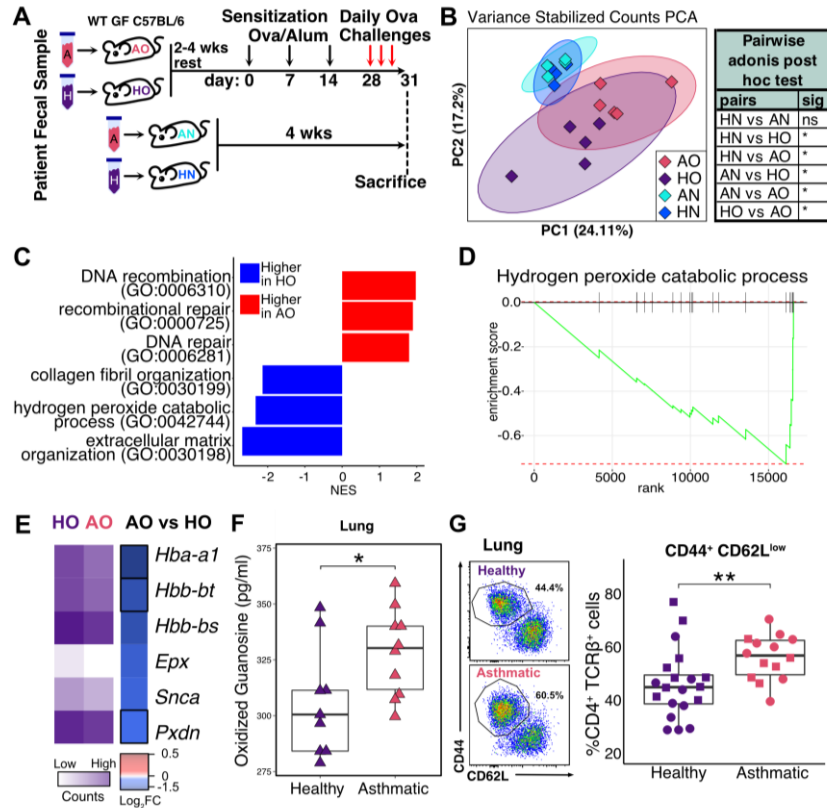 A
WT GF C57BL/6
Patient Fecal Sample
A
AO
H
HO
2-4 wks
rest
Sensitization
Ova/Alum
Daily Ova
Challenges
day: 0 7 14 28 31
A
AN
H
HN
4 wks
Sacrifice
B
Variance Stabilized Counts PCA
PC2 (17.2%)
PC1 (24.11%)
AO
HO
AN
HN
Pairwise
adonis post
hoc test
pairs sig
HN vs AN ns
HN vs HO *
HN vs AO *
AN vs HO *
AN vs AO *
HO vs AO *
C
Higher
in HO
Higher
in AO
DNA recombination
(GO:0006310)
recombinational repair
(GO:0000725)
DNA repair
(GO:0006281)
collagen fibril organization
(GO:0030199)
hydrogen peroxide catabolic
process (GO:0042744)
extracellular matrix
organization (GO:0030198)
-2 -1 0 1 2
NES
D
Hydrogen peroxide catabolic process
enrichment score
0.0
-0.2
-0.4
-0.6
0 5000 10000 15000
rank
E
HO AO AO vs HO
Hba-a1
Hbb-bt
Hbb-bs
Epx
Snca
Pxdn
Low High
Counts
0.5
0
-1.5
Log2FC
F
Lung
Oxidized Guanosine (pg/ml)
375
350
325
300
275
*
Healthy Asthmatic
G
Lung
Healthy
44.4%
Asthmatic
60.5%
CD44
CD62L
CD44+ CD62Llow
%CD4+ TCRβ+ cells
80
60
40
20
**
Healthy Asthmatic